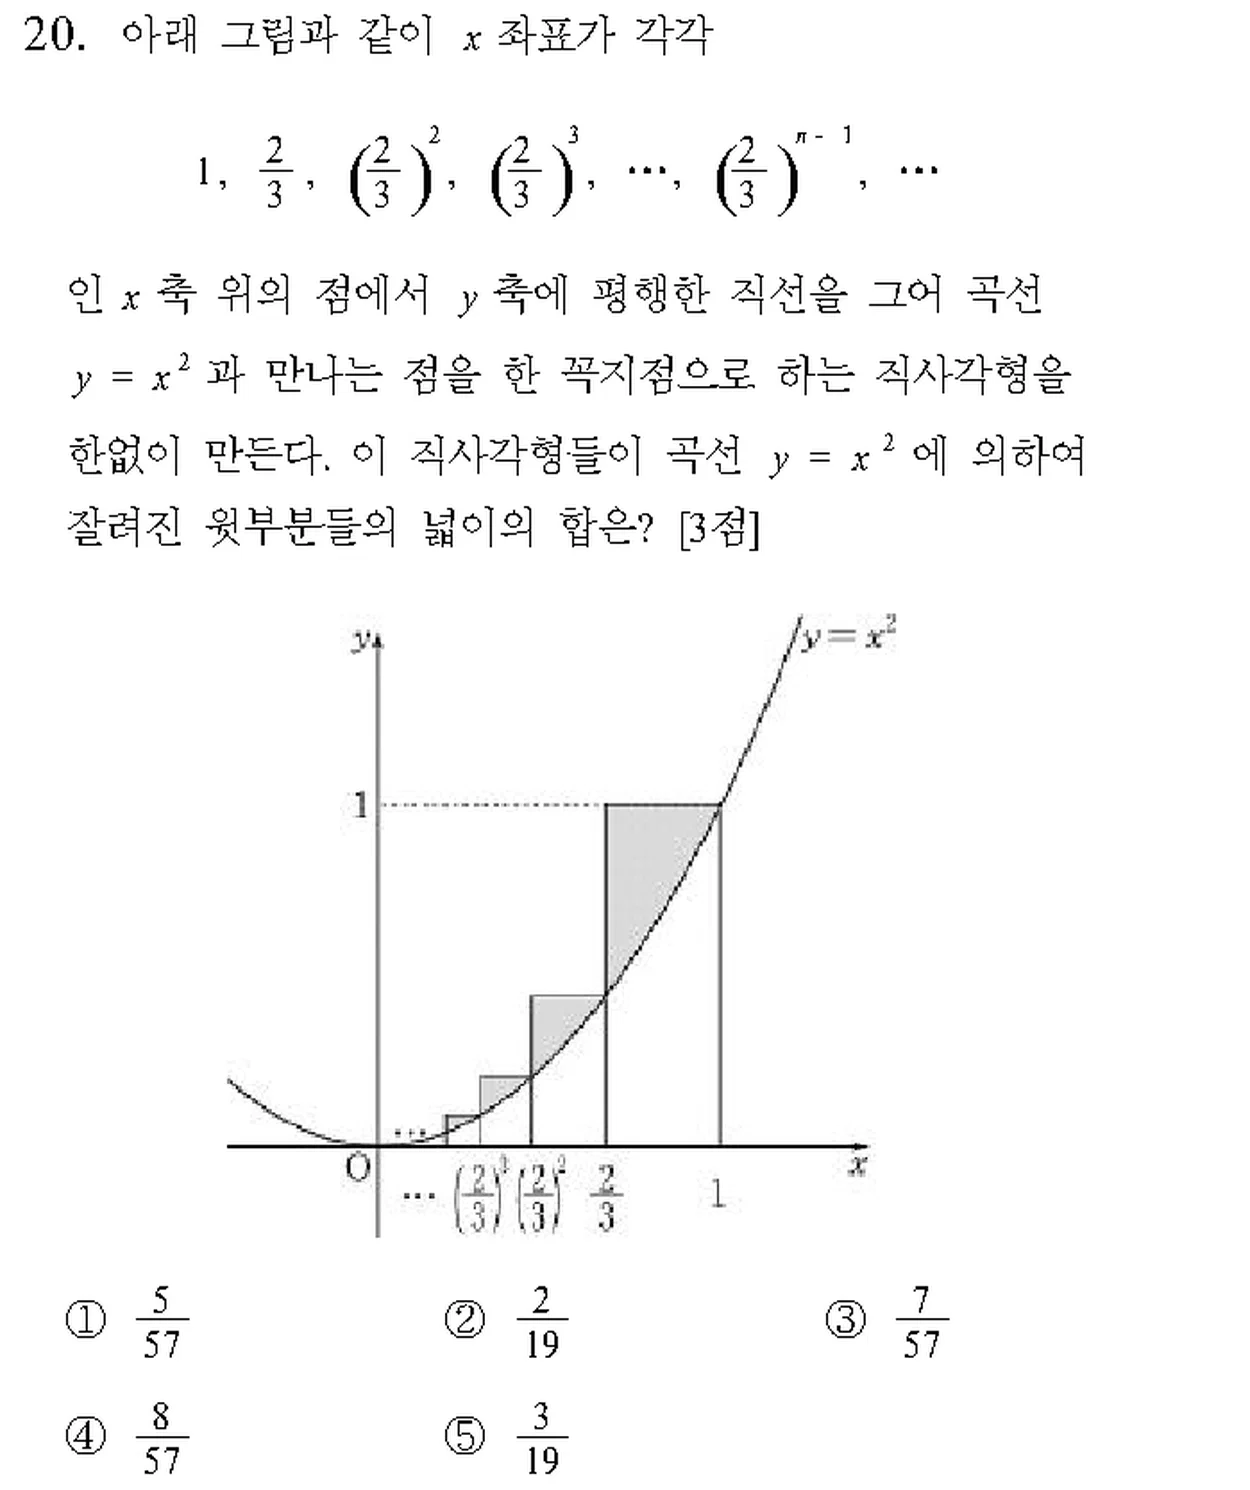 20. 아래 그림과 같이 x 좌표가 각각
1, 2/3, (2/3)^2, (2/3)^3, ⋯, (2/3)^(n-1), ⋯
인 x 축 위의 점에서 y 축에 평행한 직선을 그어 곡선
y = x² 과 만나는 점을 한 꼭지점으로 하는 직사각형을
한없이 만든다. 이 직사각형들이 곡선 y = x² 에 의하여
잘려진 윗부분들의 넓이의 합은? [3점]
y y=x²
1
⋯
O x
⋯ (2/3)^3 (2/3)^2 2/3 1
① 5/57 ② 2/19 ③ 7/57
④ 8/57 ⑤ 3/19